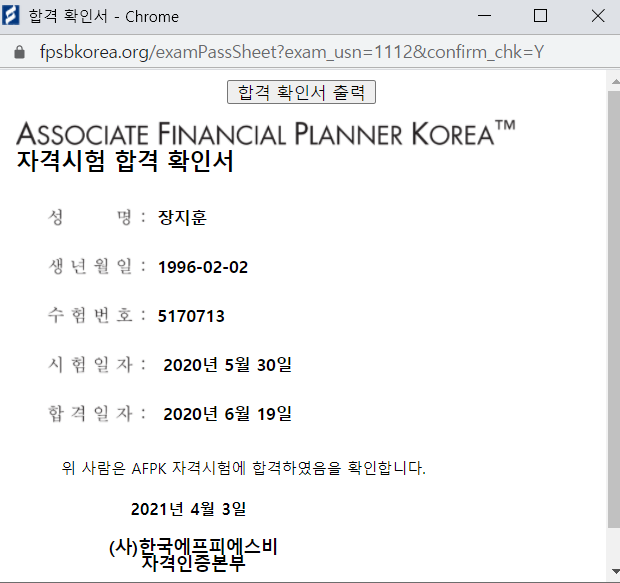 합격 확인서 - Chrome
fpsbkorea.org/examPassSheet?exam_usn=1112&confirm_chk=Y
합격 확인서 출력
ASSOCIATE FINANCIAL PLANNER KOREA™
자격시험 합격 확인서
성 명 : 장지훈
생 년 월 일 : 1996-02-02
수 험 번 호 : 5170713
시 험 일 자 : 2020년 5월 30일
합 격 일 자 : 2020년 6월 19일
위 사람은 AFPK 자격시험에 합격하였음을 확인합니다.
2021년 4월 3일
(사)한국에프피에스비
자격인증본부